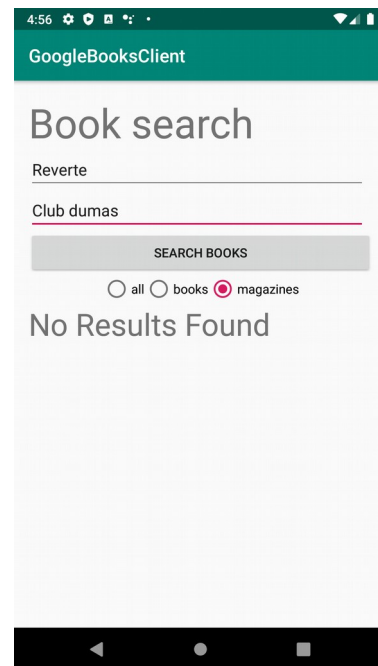 4:56
GoogleBooksClient
Book search
Reverte
Club dumas
SEARCH BOOKS
all books magazines
No Results Found